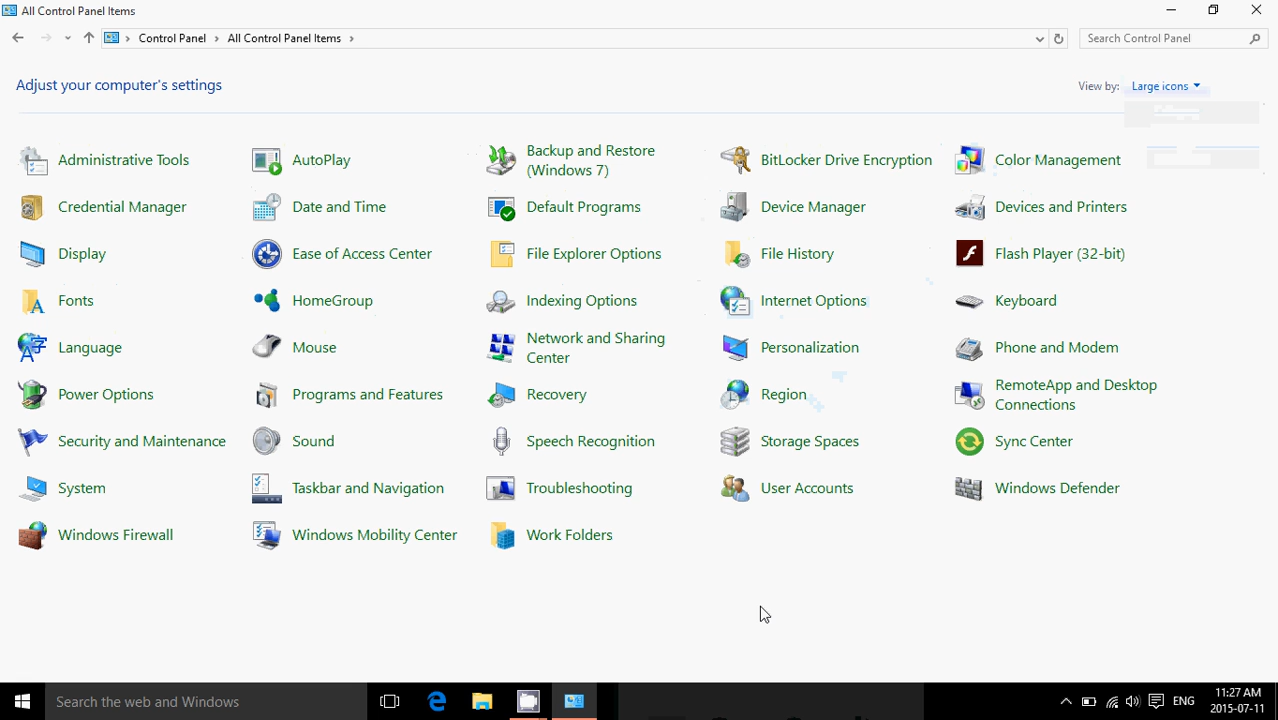 All Control Panel Items
Control Panel > All Control Panel Items >
Search Control Panel
Adjust your computer's settings
View by: Large icons
Administrative Tools
AutoPlay
Backup and Restore
(Windows 7)
BitLocker Drive Encryption
Color Management
Credential Manager
Date and Time
Default Programs
Device Manager
Devices and Printers
Display
Ease of Access Center
File Explorer Options
File History
Flash Player (32-bit)
Fonts
HomeGroup
Indexing Options
Internet Options
Keyboard
Language
Mouse
Network and Sharing
Center
Personalization
Phone and Modem
Power Options
Programs and Features
Recovery
Region
RemoteApp and Desktop
Connections
Security and Maintenance
Sound
Speech Recognition
Storage Spaces
Sync Center
System
Taskbar and Navigation
Troubleshooting
User Accounts
Windows Defender
Windows Firewall
Windows Mobility Center
Work Folders
Search the web and Windows
ENG
11:27 AM
2015-07-11